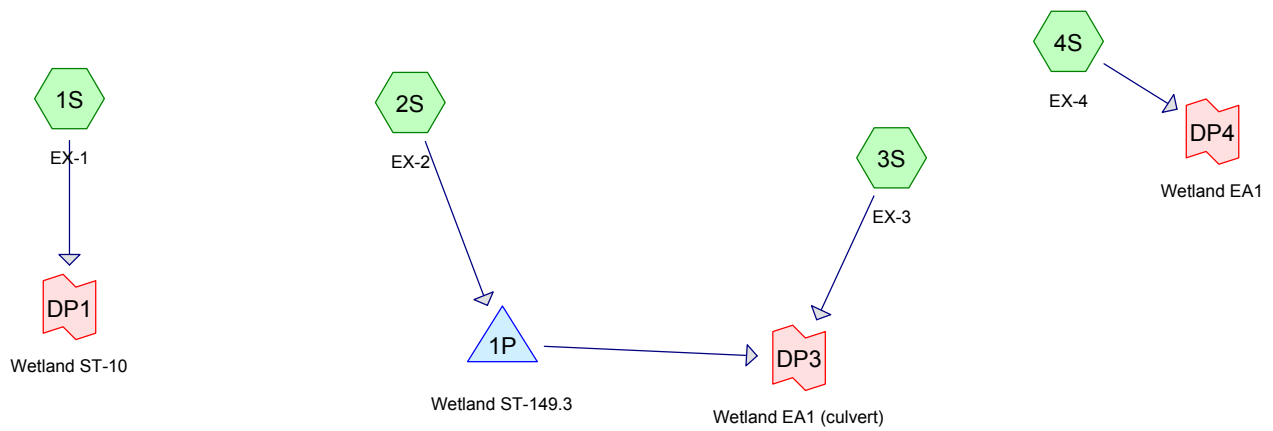 1S
EX-1
DP1
Wetland ST-10
2S
EX-2
1P
Wetland ST-149.3
3S
EX-3
DP3
Wetland EA1 (culvert)
4S
EX-4
DP4
Wetland EA1